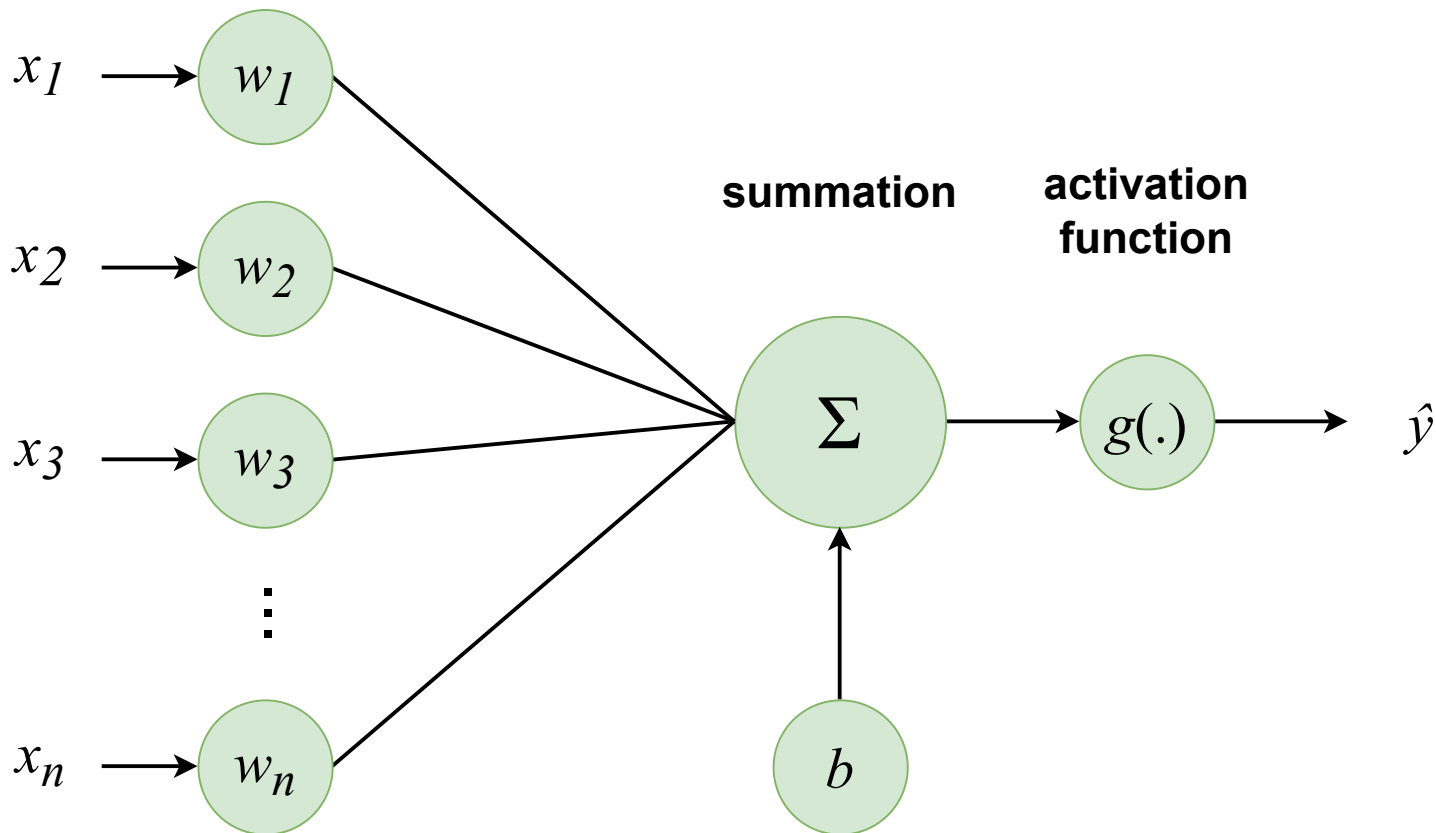 x1
w1
summation
activation
function
x2
w2
x3
w3
Σ
g(.)
ŷ
⋮
xn
wn
b